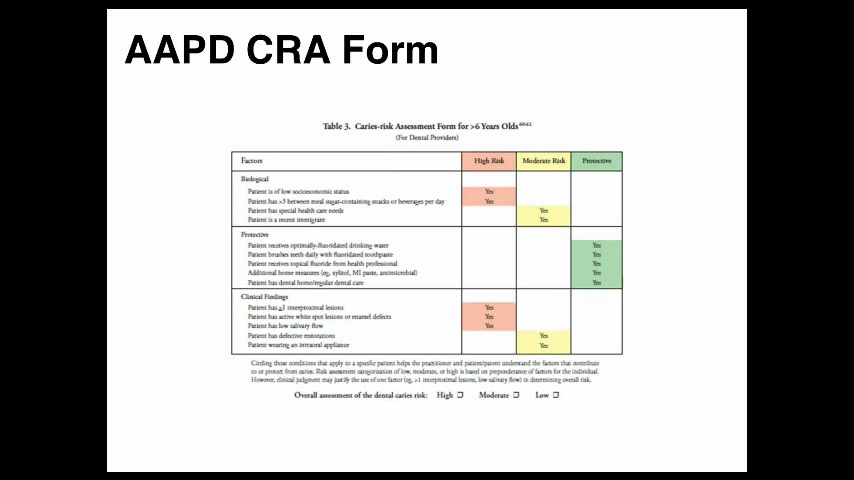 AAPD CRA Form
Table 3. Caries-risk Assessment Form for >6 Years Olds60-62
(For Dental Providers)
Factors High Risk Moderate Risk Protective
Biological
Patient is of low socioeconomic status Yes
Patient has >3 between meal sugar-containing snacks or beverages per day Yes
Patient has special health care needs Yes
Patient is a recent immigrant Yes
Protective
Patient receives optimally-fluoridated drinking water Yes
Patient brushes teeth daily with fluoridated toothpaste Yes
Patient receives topical fluoride from health professional Yes
Additional home measures (eg, xylitol, MI paste, antimicrobial) Yes
Patient has dental home/regular dental care Yes
Clinical Findings
Patient has ≥1 interproximal lesions Yes
Patient has active white spot lesions or enamel defects Yes
Patient has low salivary flow Yes
Patient has defective restorations Yes
Patient wearing an intraoral appliance Yes
Circling those conditions that apply to a specific patient helps the practitioner and patient/parent understand the factors that contribute
to or protect from caries. Risk assessment categorization of low, moderate, or high is based on preponderance of factors for the individual.
However, clinical judgment may justify the use of one factor (eg, >1 interproximal lesions, low salivary flow) in determining overall risk.
Overall assessment of the dental caries risk: High ☐ Moderate ☐ Low ☐